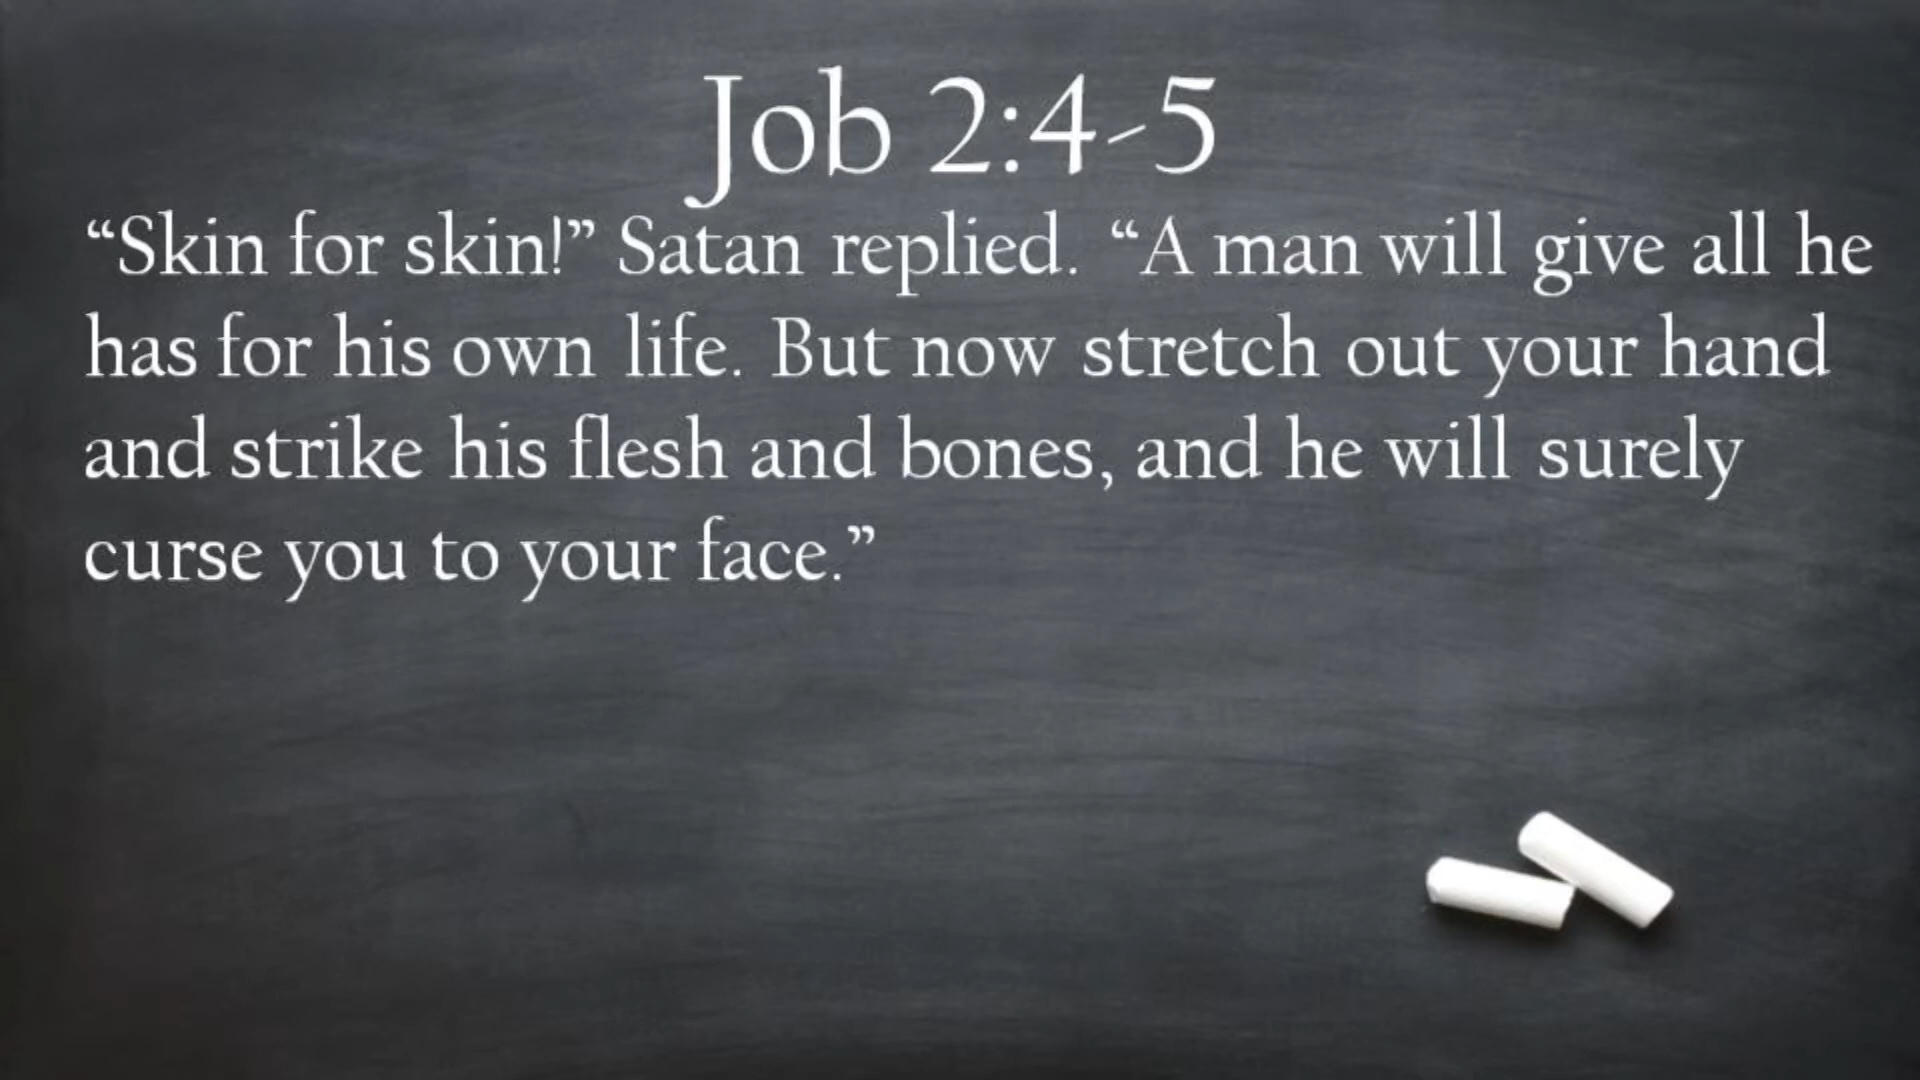 Job 2:4-5
“Skin for skin!” Satan replied. “A man will give all he
has for his own life. But now stretch out your hand
and strike his flesh and bones, and he will surely
curse you to your face.”